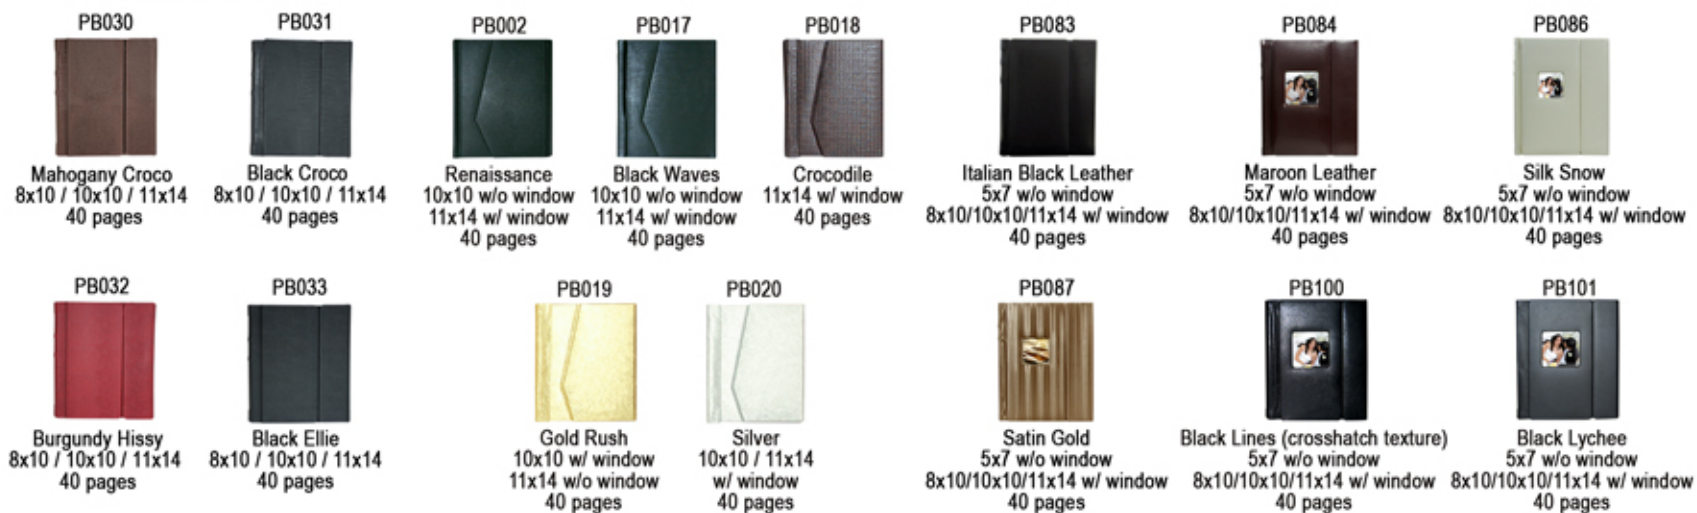 PB030
Mahogany Croco
8x10 / 10x10 / 11x14
40 pages
PB031
Black Croco
8x10 / 10x10 / 11x14
40 pages
PB002
Renaissance
10x10 w/o window
11x14 w/ window
40 pages
PB017
Black Waves
10x10 w/o window
11x14 w/ window
40 pages
PB018
Crocodile
11x14 w/ window
40 pages
PB083
Italian Black Leather
5x7 w/o window
8x10/10x10/11x14 w/ window
40 pages
PB084
Maroon Leather
5x7 w/o window
8x10/10x10/11x14 w/ window
40 pages
PB086
Silk Snow
5x7 w/o window
8x10/10x10/11x14 w/ window
40 pages
PB032
Burgundy Hissy
8x10 / 10x10 / 11x14
40 pages
PB033
Black Ellie
8x10 / 10x10 / 11x14
40 pages
PB019
Gold Rush
10x10 w/ window
11x14 w/o window
40 pages
PB020
Silver
10x10 / 11x14
w/ window
40 pages
PB087
Satin Gold
5x7 w/o window
8x10/10x10/11x14 w/ window
40 pages
PB100
Black Lines (crosshatch texture)
5x7 w/o window
8x10/10x10/11x14 w/ window
40 pages
PB101
Black Lychee
5x7 w/o window
8x10/10x10/11x14 w/ window
40 pages